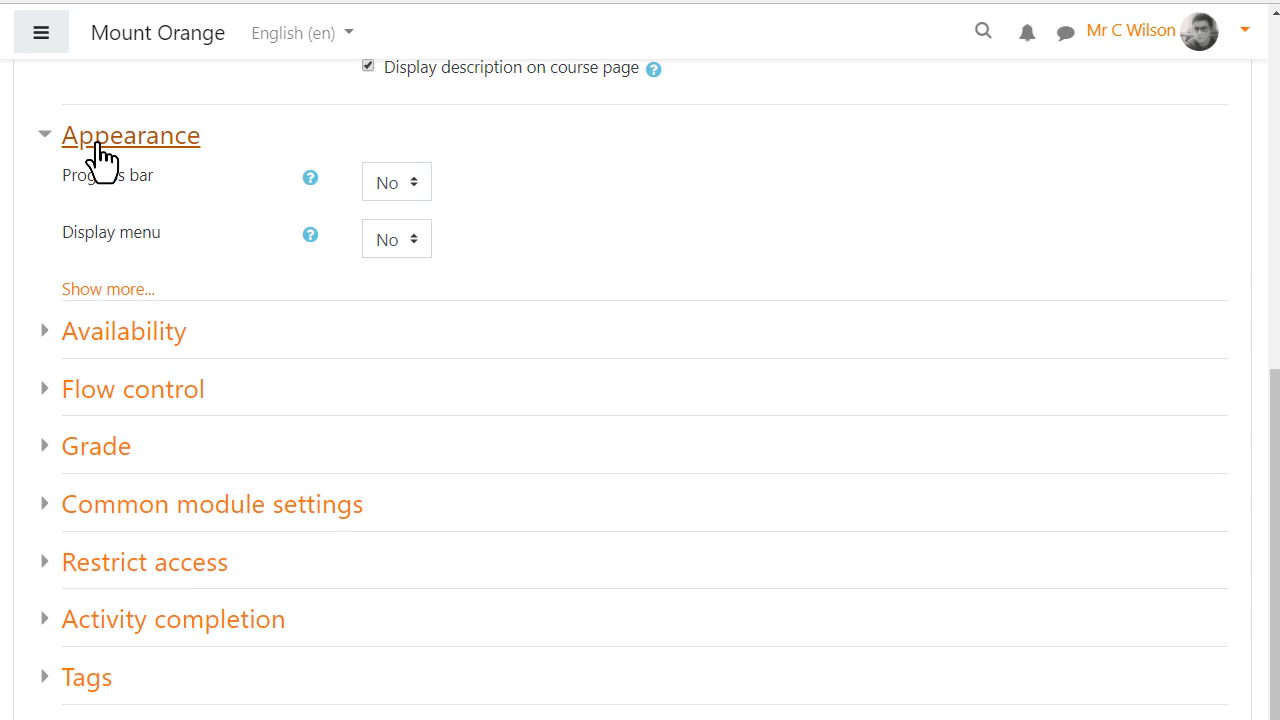 Mount Orange English (en) Mr C Wilson
Display description on course page
Appearance
Progress bar No
Display menu No
Show more...
Availability
Flow control
Grade
Common module settings
Restrict access
Activity completion
Tags